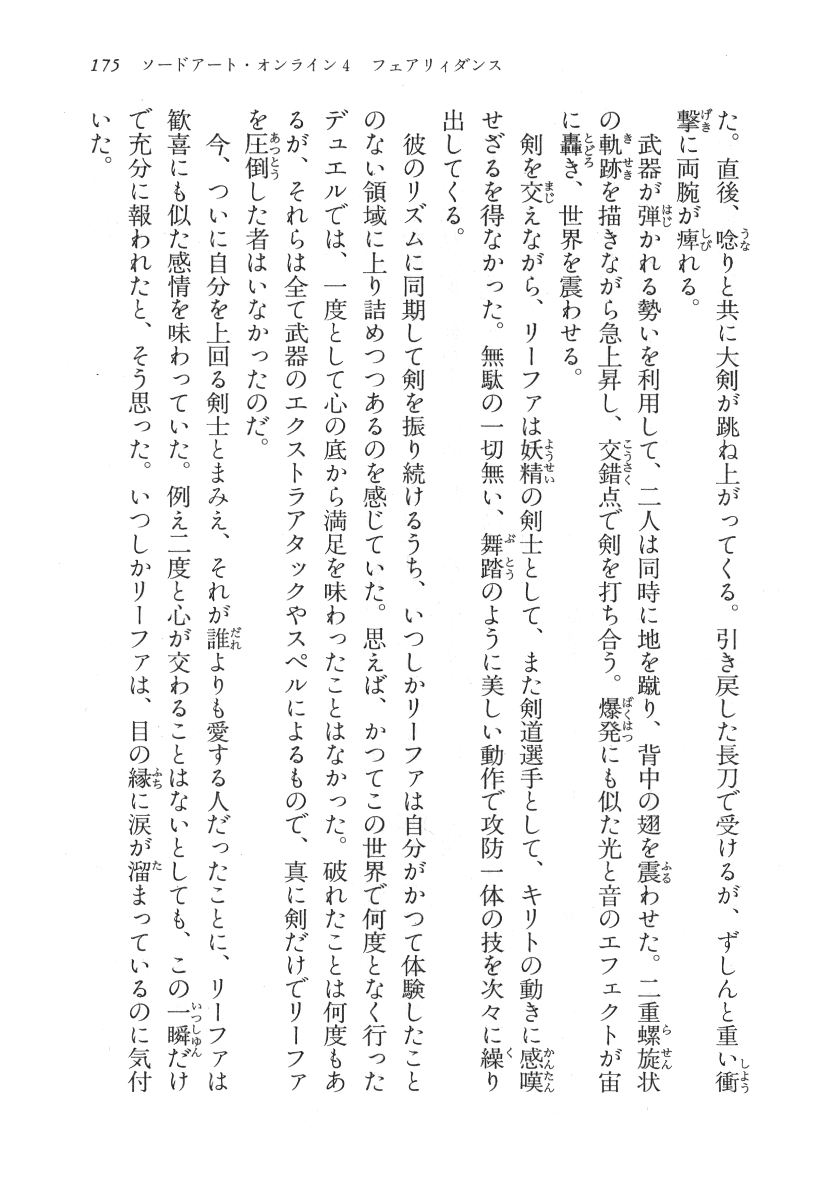 175　ソードアート・オンライン4　フェアリィダンス
た。直後、唸りと共に大剣が跳ね上がってくる。引き戻した長刀で受けるが、ずしんと重い衝
撃に両腕が痺れる。
　武器が弾かれる勢いを利用して、二人は同時に地を蹴り、背中の翅を震わせた。二重螺旋状
の軌跡を描きながら急上昇し、交錯点で剣を打ち合う。爆発にも似た光と音のエフェクトが宙
に轟き、世界を震わせる。
　剣を交えながら、リーファは妖精の剣士として、また剣道選手として、キリトの動きに感嘆
せざるを得なかった。無駄の一切無い、舞踏のように美しい動作で攻防一体の技を次々に繰り
出してくる。
　彼のリズムに同期して剣を振り続けるうち、いつしかリーファは自分がかつて体験したこと
のない領域に上り詰めつつあるのを感じていた。思えば、かつてこの世界で何度となく行った
デュエルでは、一度として心の底から満足を味わったことはなかった。破れたことは何度もあ
るが、それらは全て武器のエクストラアタックやスペルによるもので、真に剣だけでリーファ
を圧倒した者はいなかったのだ。
　今、ついに自分を上回る剣士とまみえ、それが誰よりも愛する人だったことに、リーファは
歓喜にも似た感情を味わっていた。例え二度と心が交わることはないとしても、この一瞬だけ
で充分に報われたと、そう思った。いつしかリーファは、目の縁に涙が溜まっているのに気付
いた。